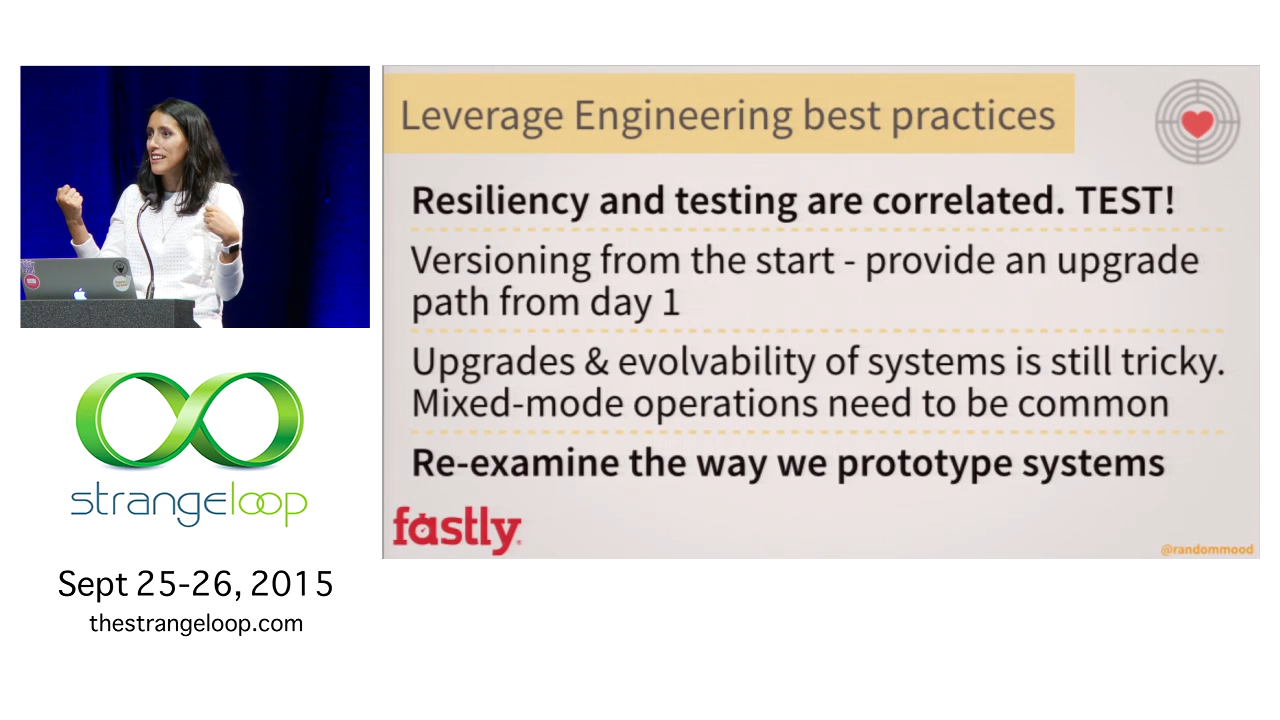 Leverage Engineering best practices
Resiliency and testing are correlated. TEST!
Versioning from the start - provide an upgrade
path from day 1
Upgrades & evolvability of systems is still tricky.
Mixed-mode operations need to be common
Re-examine the way we prototype systems
fastly
@randommood
strangeloop
Sept 25-26, 2015
thestrangeloop.com